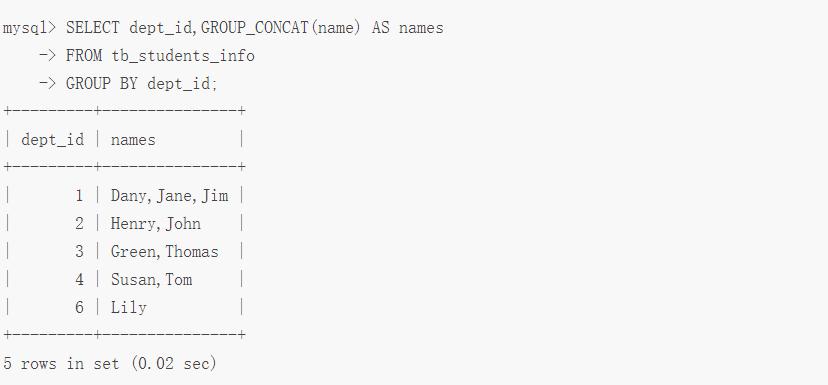 mysql> SELECT dept_id,GROUP_CONCAT(name) AS names
    -> FROM tb_students_info
    -> GROUP BY dept_id;
+---------+---------------+
| dept_id | names         |
+---------+---------------+
|       1 | Dany,Jane,Jim |
|       2 | Henry,John    |
|       3 | Green,Thomas  |
|       4 | Susan,Tom     |
|       6 | Lily          |
+---------+---------------+
5 rows in set (0.02 sec)